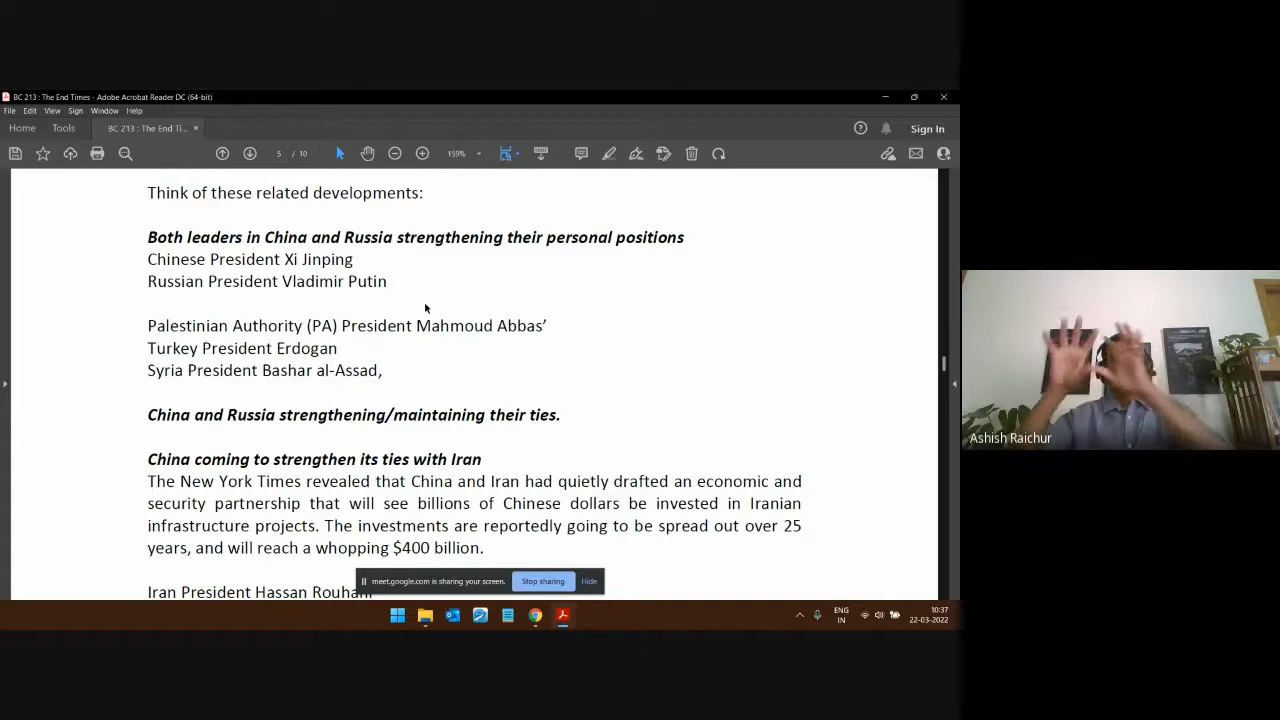 BC 213 : The End Times - Adobe Acrobat Reader DC (64-bit)
File Edit View Sign Window Help
Home Tools BC 213 : The End Ti... × Sign In
5 / 10 159%
Think of these related developments:
Both leaders in China and Russia strengthening their personal positions
Chinese President Xi Jinping
Russian President Vladimir Putin
Palestinian Authority (PA) President Mahmoud Abbas’
Turkey President Erdogan
Syria President Bashar al-Assad,
China and Russia strengthening/maintaining their ties.
China coming to strengthen its ties with Iran
The New York Times revealed that China and Iran had quietly drafted an economic and
security partnership that will see billions of Chinese dollars be invested in Iranian
infrastructure projects. The investments are reportedly going to be spread out over 25
years, and will reach a whopping $400 billion.
Iran President Hassan Rouhani
meet.google.com is sharing your screen. Stop sharing Hide
ENG 10:37
IN 22-03-2022
Ashish Raichur